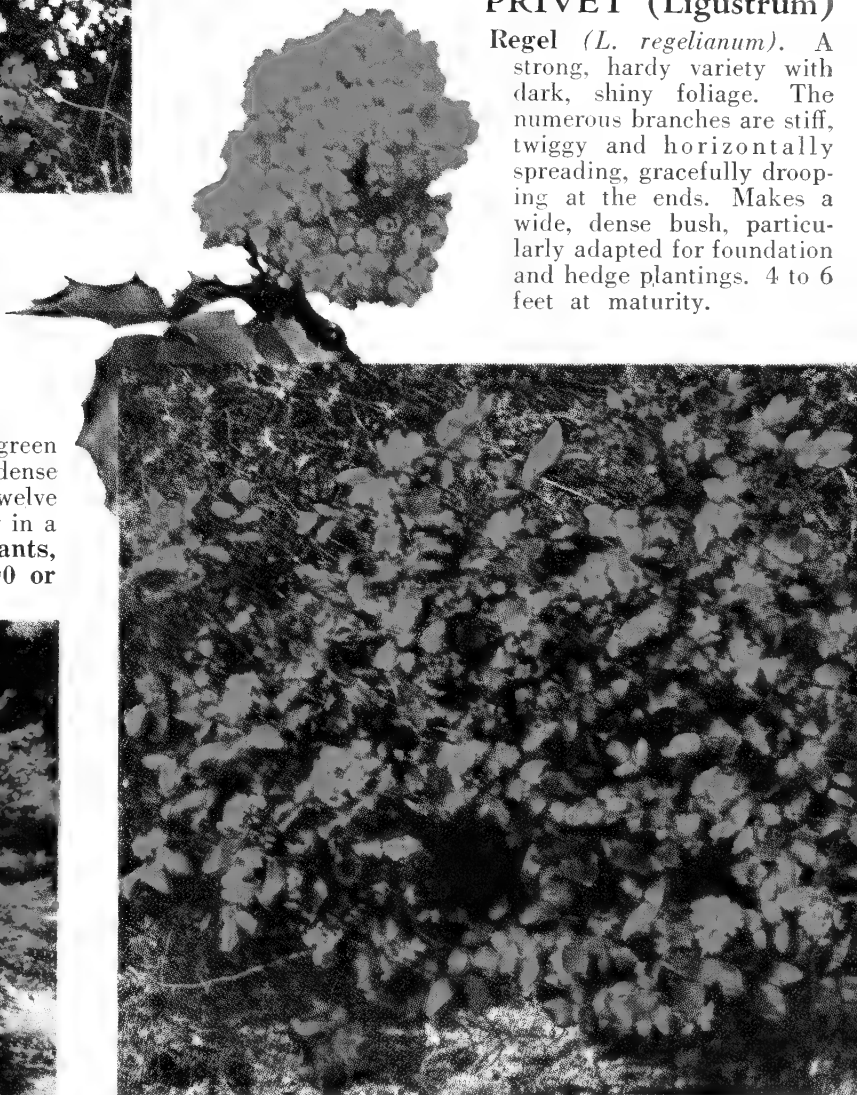 PRIVET (Ligustrum)
Regel (L. regelianum). A
strong, hardy variety with
dark, shiny foliage. The
numerous branches are stiff,
twiggy and horizontally
spreading, gracefully droop-
ing at the ends. Makes a
wide, dense bush, particu-
larly adapted for foundation
and hedge plantings. 4 to 6
feet at maturity.
green
dense
welve
in a
ants,
0 or